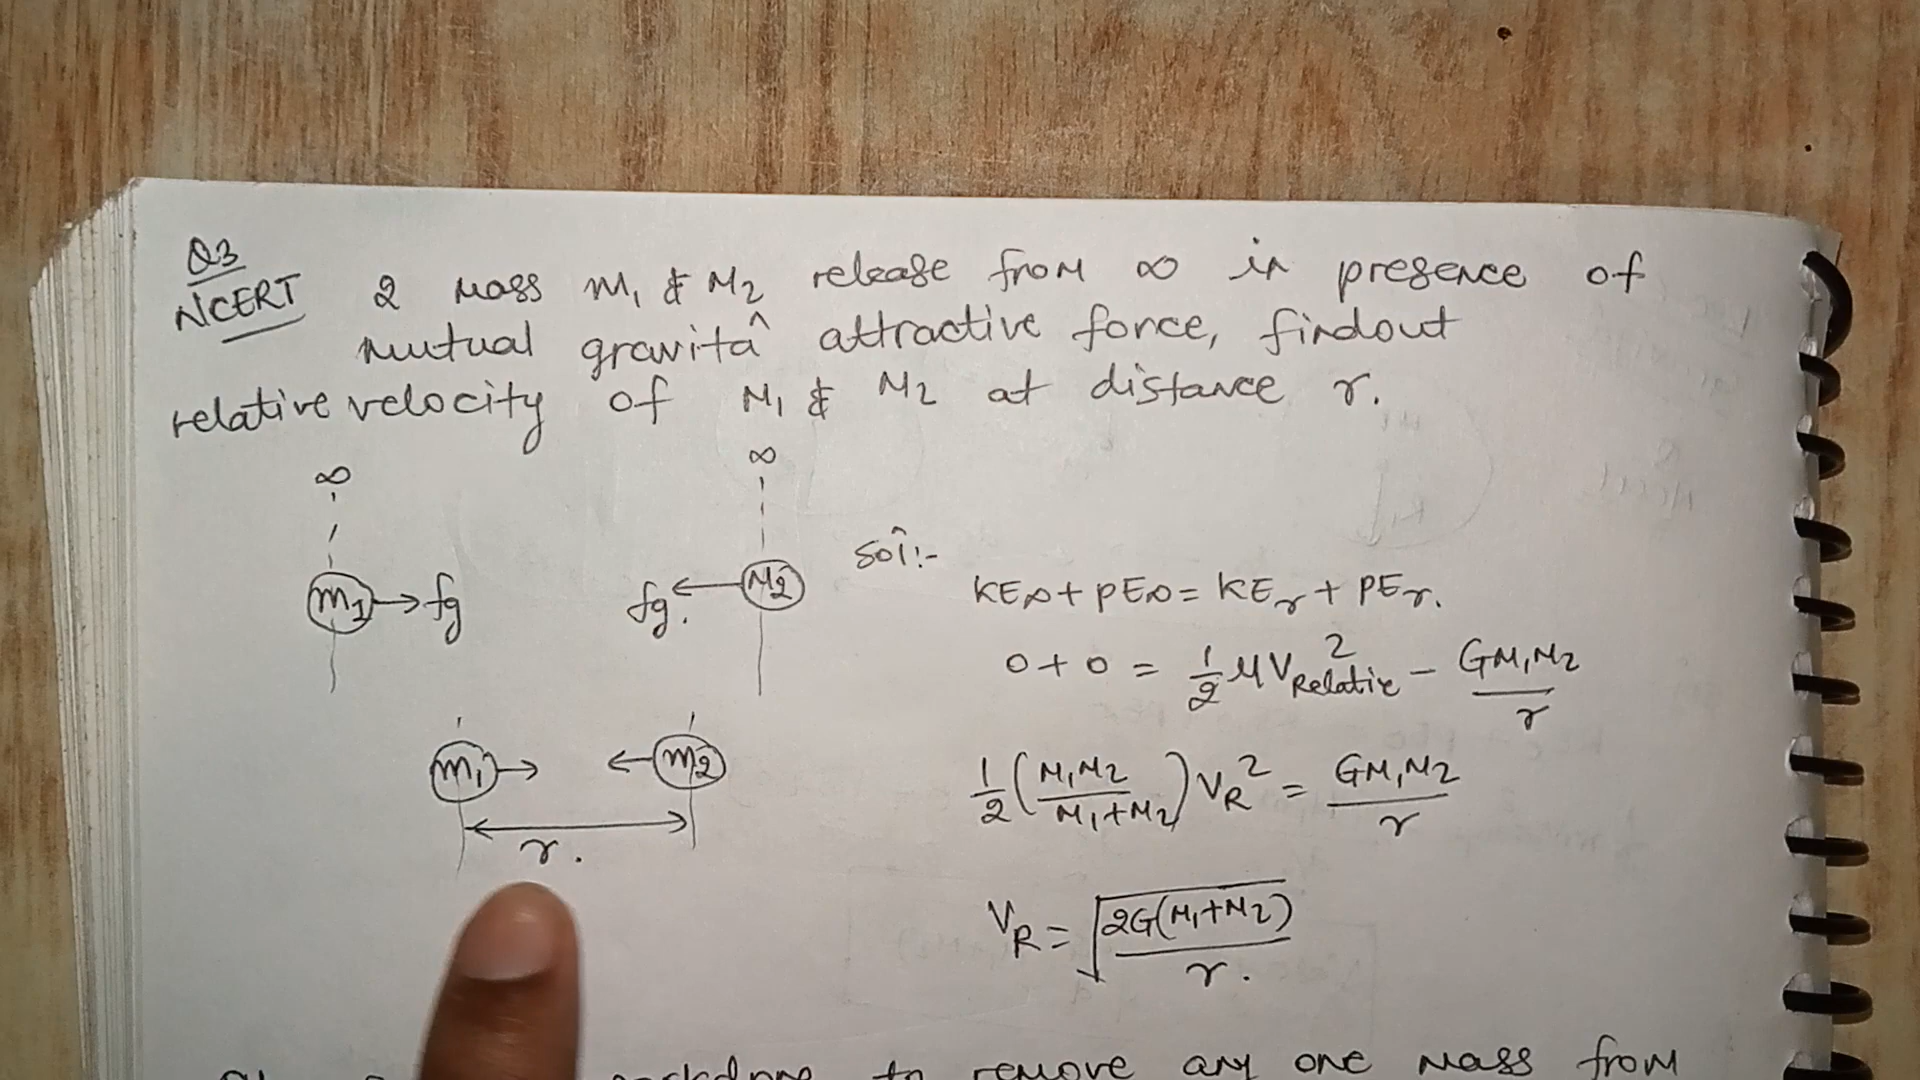 Q3
NCERT 2 mass m₁ & M₂ release from ∞ in presence of
mutual gravitâ attractive force, findout
relative velocity of M₁ & M₂ at distance r.
∞ ∞
m₁ → fg fg. ← M₂
Sol̂:-
KE∞ + PE∞ = KEr + PEr.
0 + 0 = 1/2 μ V²Relative - GM₁M₂/r
m₁ → ← m₂
r.
1/2 (M₁M₂/M₁+M₂) VR² = GM₁M₂/r
VR = √(2G(M₁+M₂)/r.)
to remove any one mass from